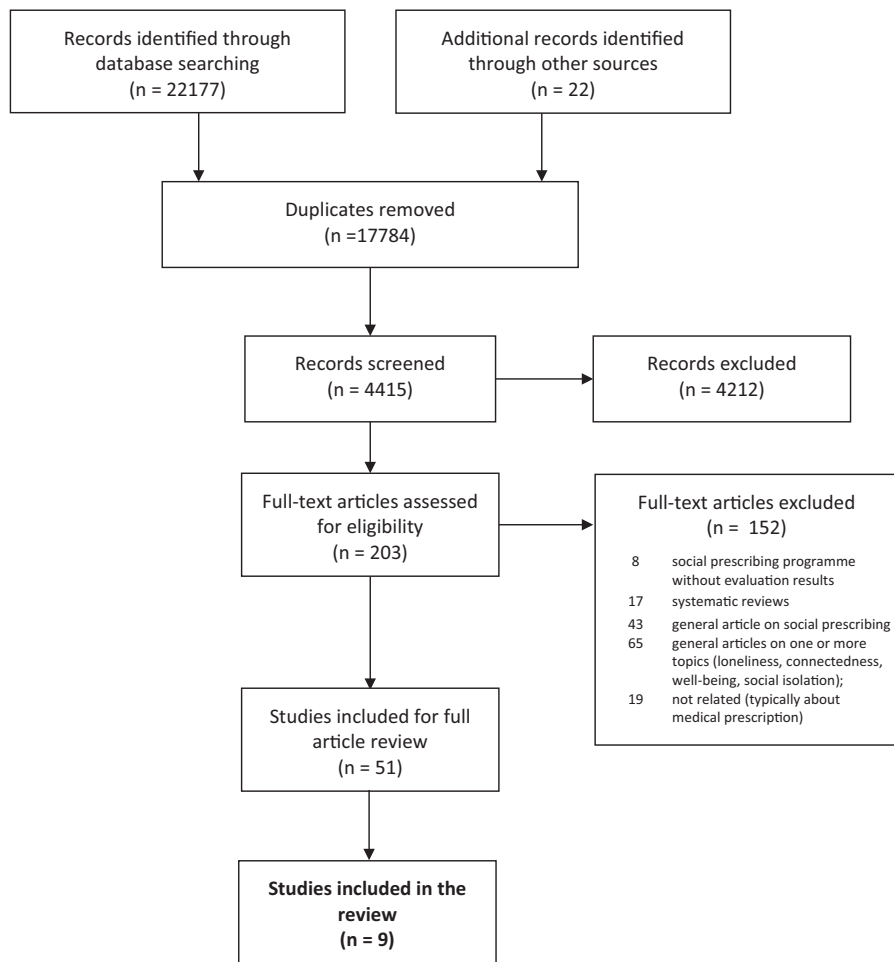 Records identified through
database searching
(n = 22177)
Additional records identified
through other sources
(n = 22)
Duplicates removed
(n =17784)
Records screened
(n = 4415)
Records excluded
(n = 4212)
Full-text articles assessed
for eligibility
(n = 203)
Full-text articles excluded
(n = 152)
8 social prescribing programme
without evaluation results
17 systematic reviews
43 general article on social prescribing
65 general articles on one or more
topics (loneliness, connectedness,
well-being, social isolation);
19 not related (typically about
medical prescription)
Studies included for full
article review
(n = 51)
Studies included in the
review
(n = 9)